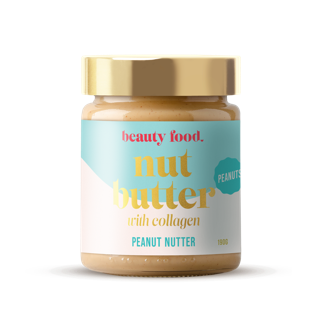 beauty food.
nut
butter
with collagen
PEANUTS
PEANUT NUTTER